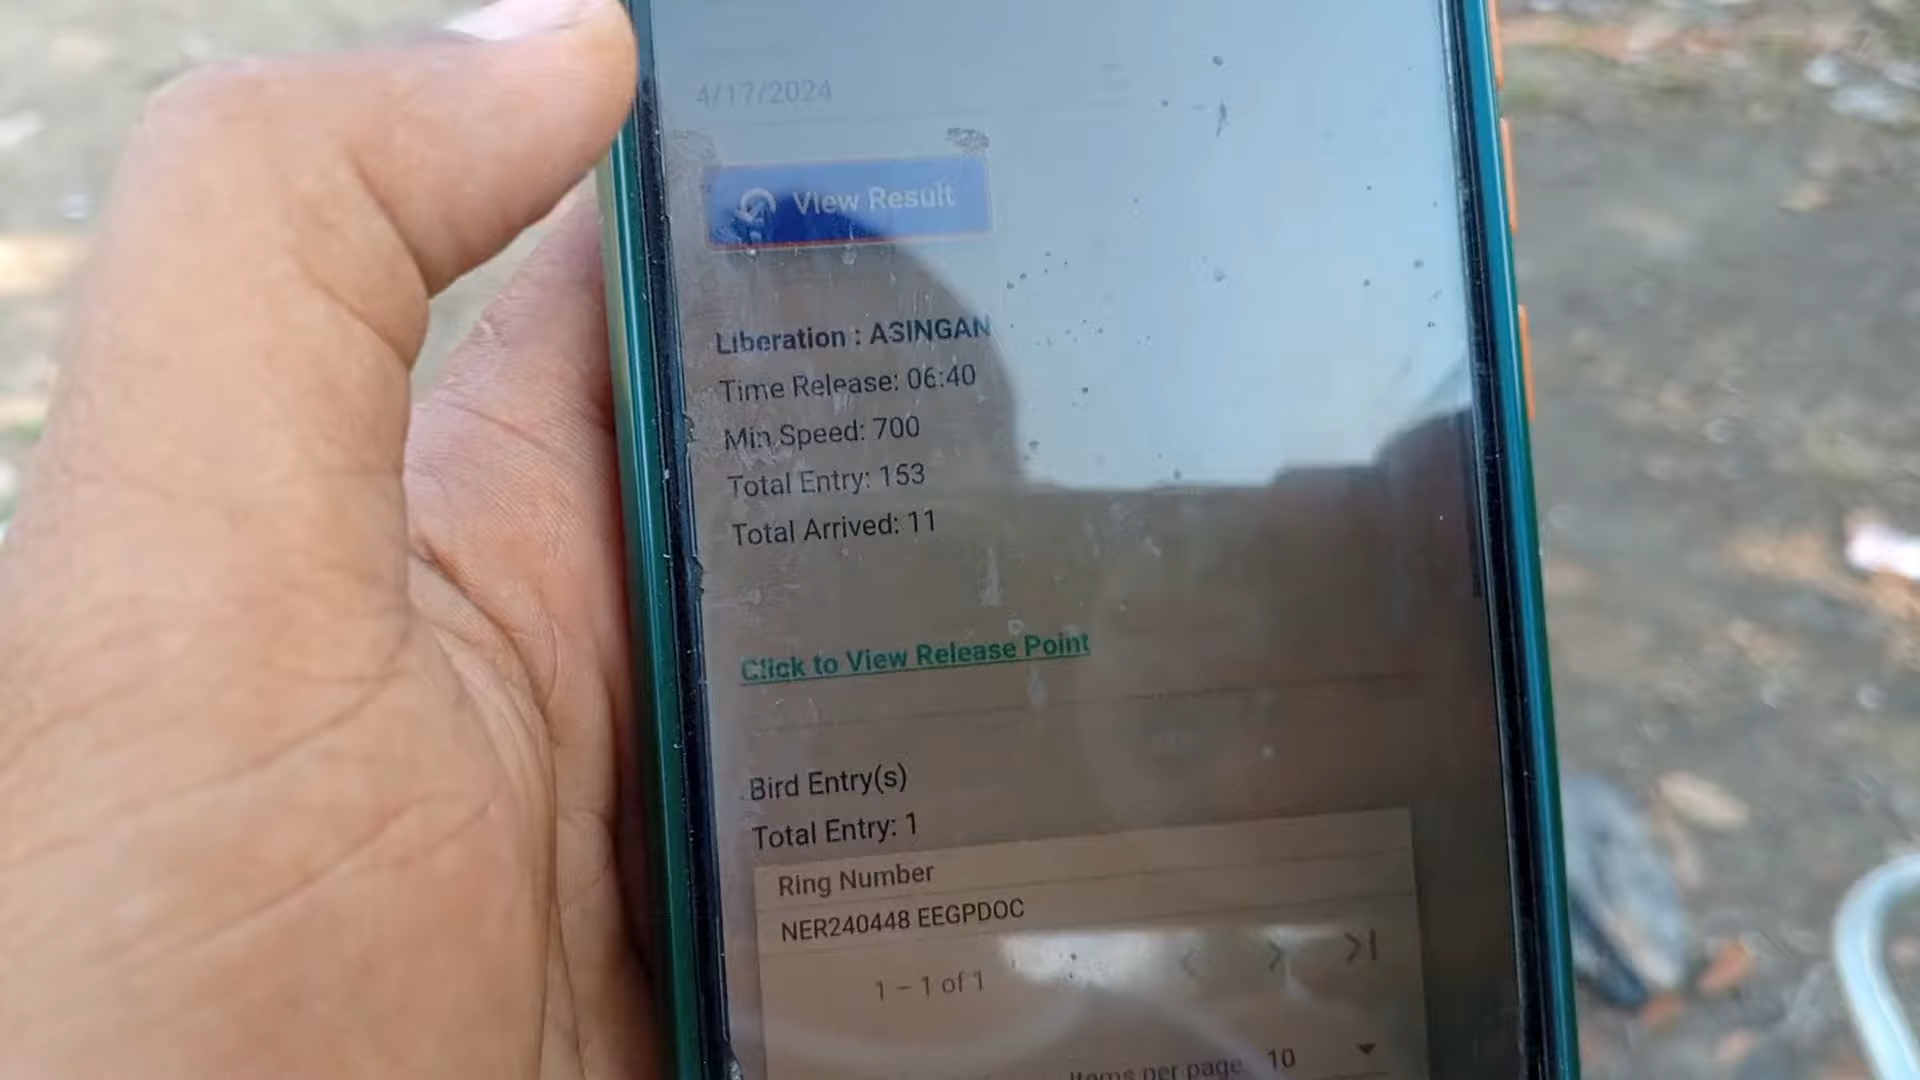 4/17/2024
View Result
Liberation : ASINGAN
Time Release: 06:40
Min Speed: 700
Total Entry: 153
Total Arrived: 11
Click to View Release Point
Bird Entry(s)
Total Entry: 1
Ring Number
NER240448 EEGPDOC
1 – 1 of 1
Items per page 10